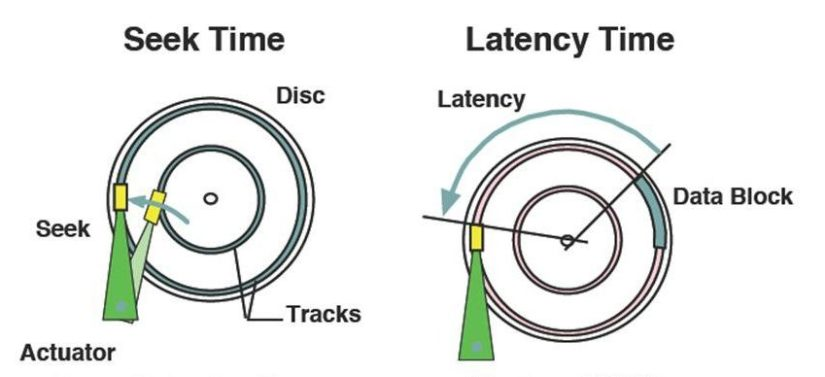 Seek Time
Latency Time
Disc
Latency
Data Block
Seek
Tracks
Actuator